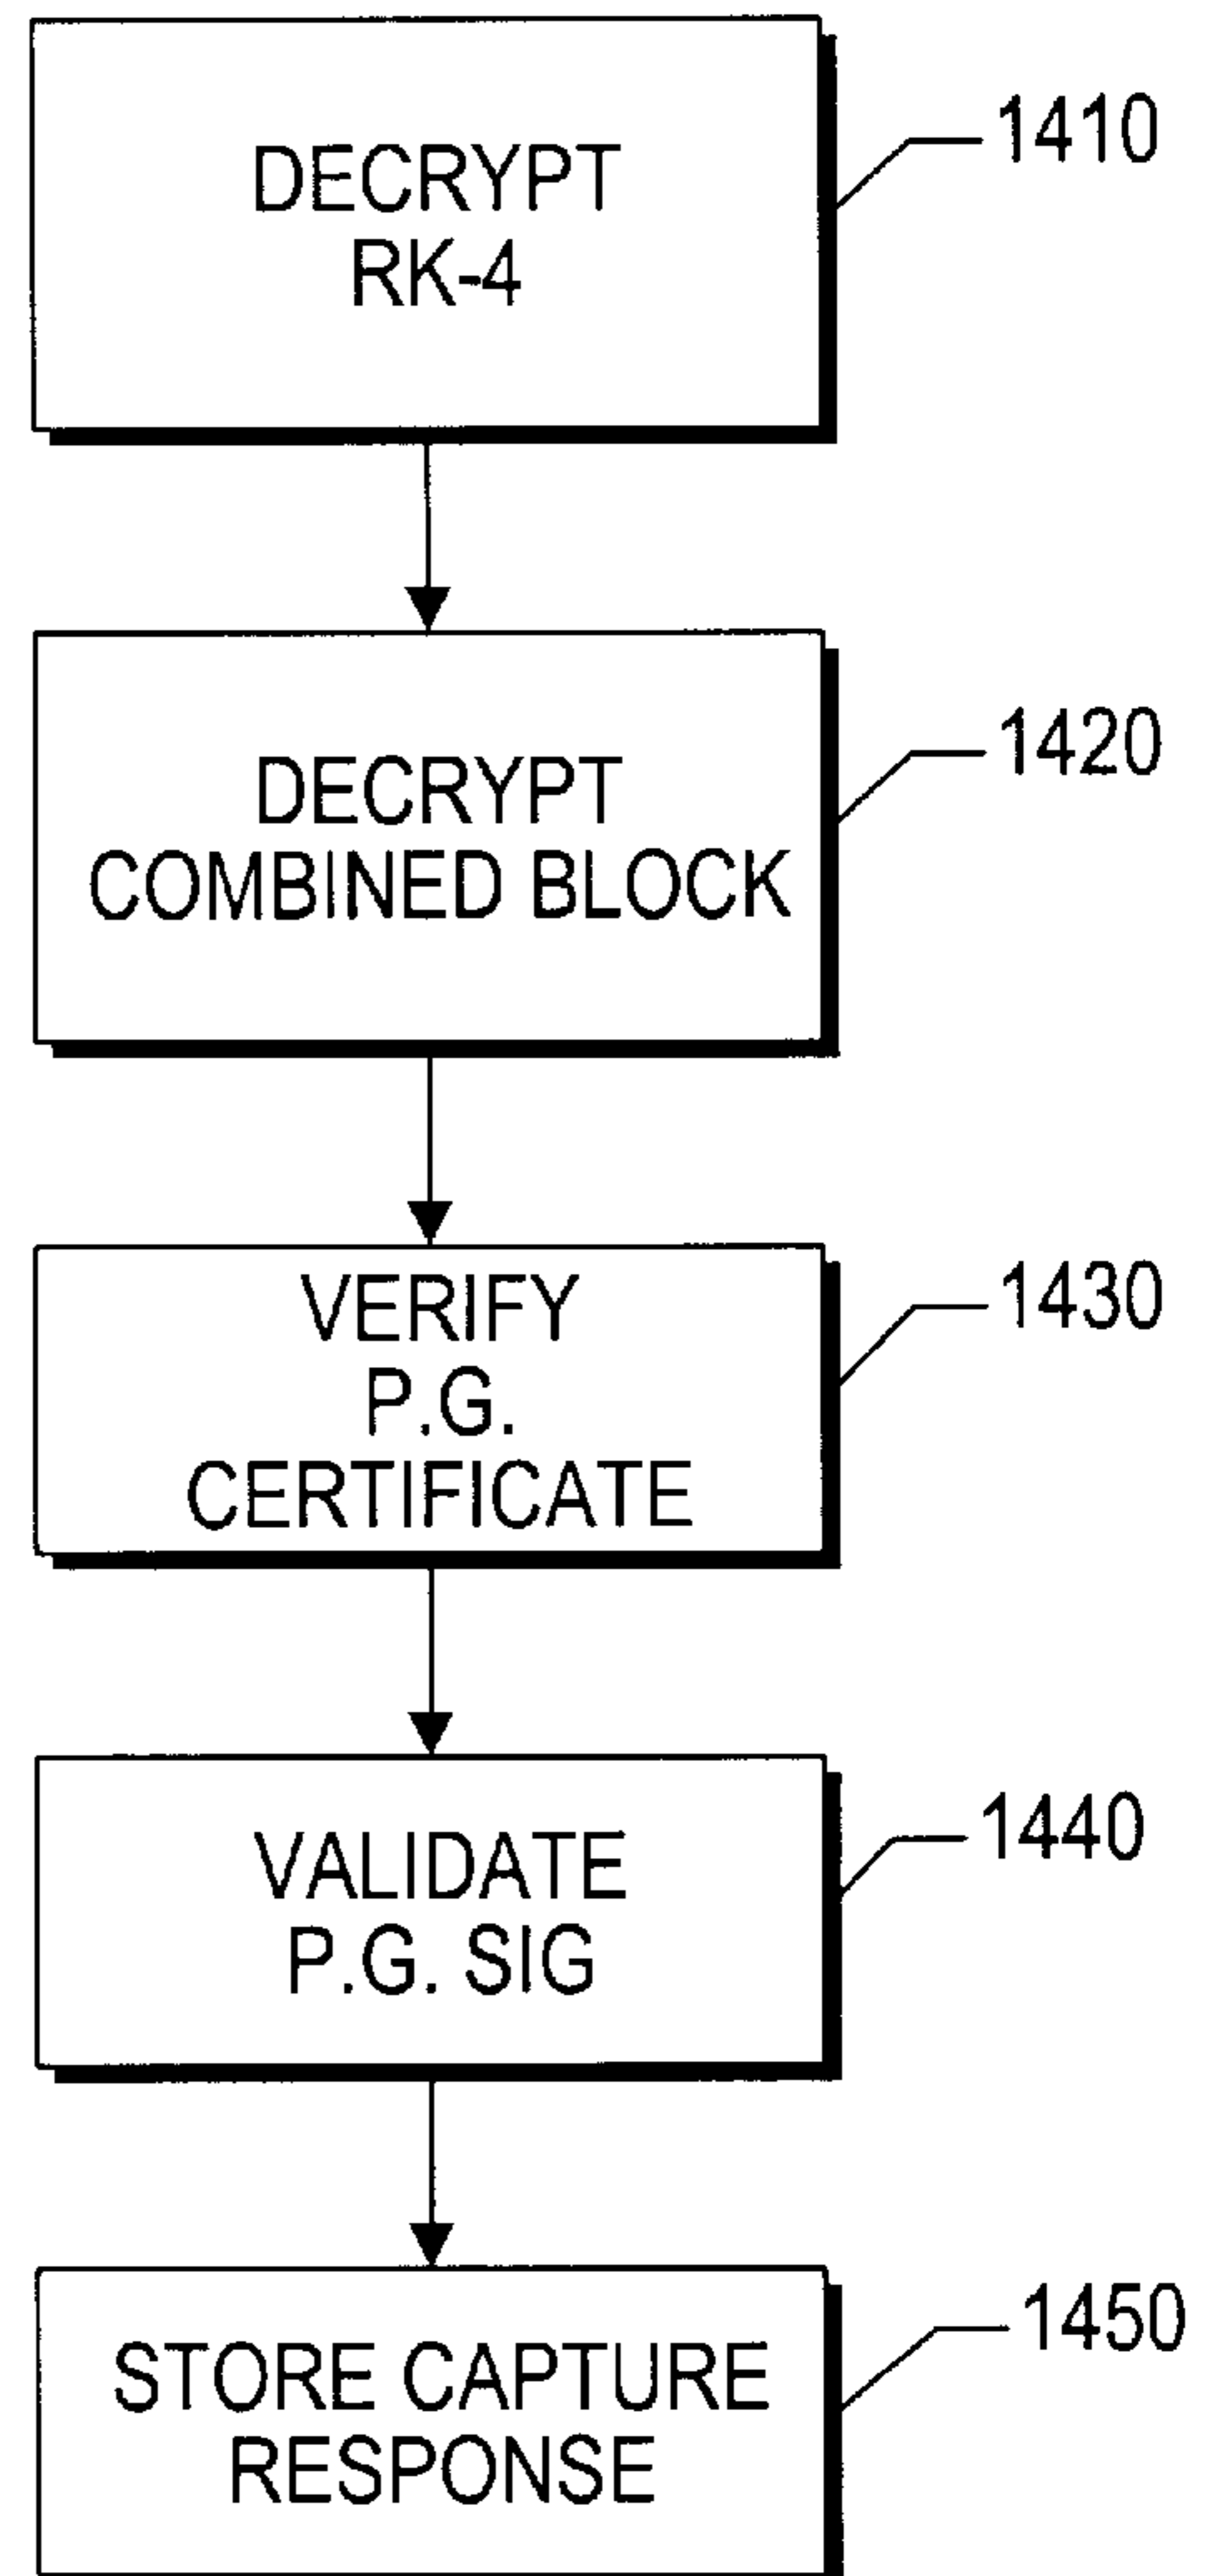 DECRYPT
RK-4
1410
DECRYPT
COMBINED BLOCK
1420
VERIFY
P.G.
CERTIFICATE
1430
VALIDATE
P.G. SIG
1440
STORE CAPTURE
RESPONSE
1450